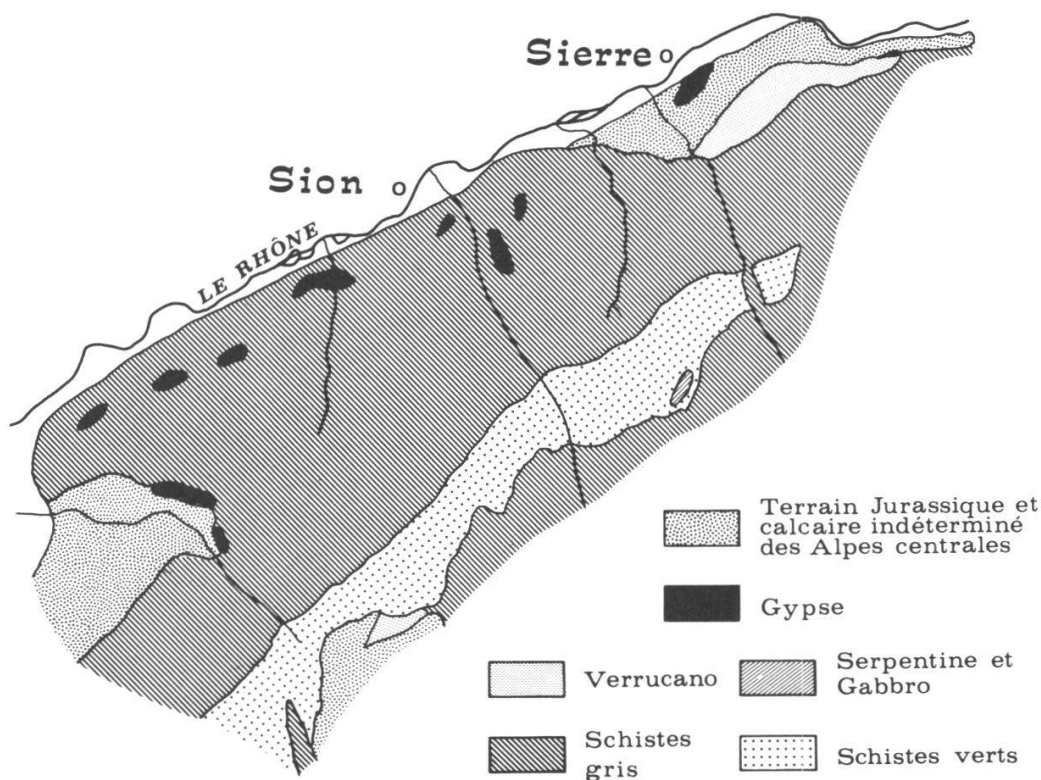 Sierre
Sion
LE RHÔNE
Terrain Jurassique et
calcaire indéterminé
des Alpes centrales
Gypse
Verrucano
Serpentine et
Gabbro
Schistes
gris
Schistes verts